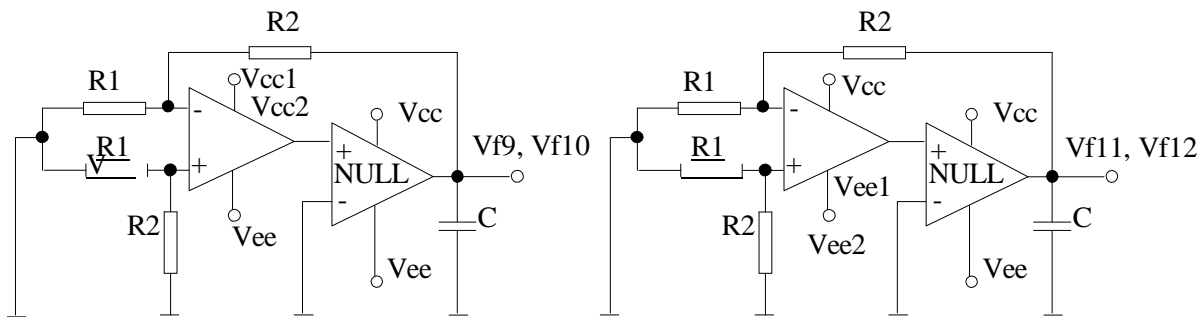 R2
R1
Vcc1
Vcc2
-
Vcc
V R1
+
+
NULL
-
Vf9, Vf10
R2
Vee
C
Vee
R2
R1
Vcc
-
Vcc
R1
+
+
NULL
-
Vf11, Vf12
Vee1
R2
Vee2
C
Vee